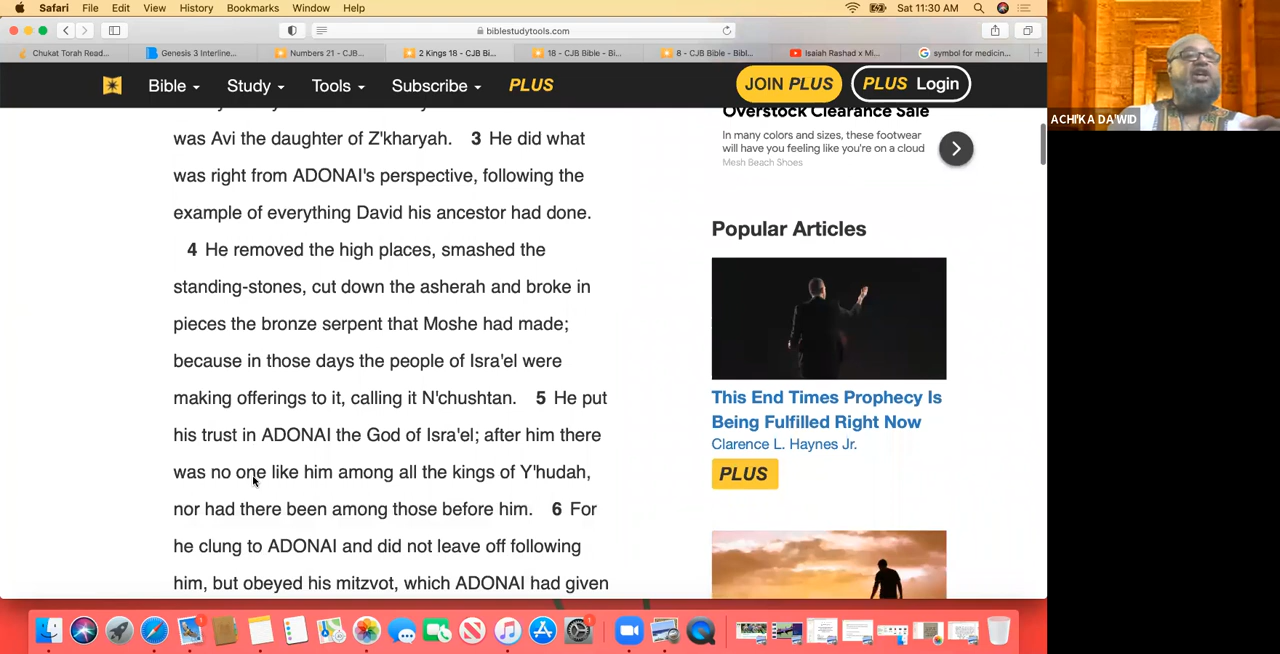 Safari File Edit View History Bookmarks Window Help
Sat 11:30 AM
biblestudytools.com
Chukat Torah Read...
Genesis 3 Interline...
Numbers 21 - CJB...
2 Kings 18 - CJB Bi...
18 - CJB Bible - Bi...
8 - CJB Bible - Bibl...
Isaiah Rashad x Mi...
symbol for medicin...
Bible Study Tools Subscribe PLUS
JOIN PLUS
PLUS Login
was Avi the daughter of Z'kharyah. 3 He did what
was right from ADONAI's perspective, following the
example of everything David his ancestor had done.
4 He removed the high places, smashed the
standing-stones, cut down the asherah and broke in
pieces the bronze serpent that Moshe had made;
because in those days the people of Isra'el were
making offerings to it, calling it N'chushtan. 5 He put
his trust in ADONAI the God of Isra'el; after him there
was no one like him among all the kings of Y'hudah,
nor had there been among those before him. 6 For
he clung to ADONAI and did not leave off following
him, but obeyed his mitzvot, which ADONAI had given
Overstock Clearance Sale
In many colors and sizes, these footwear
will have you feeling like you're on a cloud
Mesh Beach Shoes
Popular Articles
This End Times Prophecy Is
Being Fulfilled Right Now
Clarence L. Haynes Jr.
PLUS
ACHI'KA DA'WID